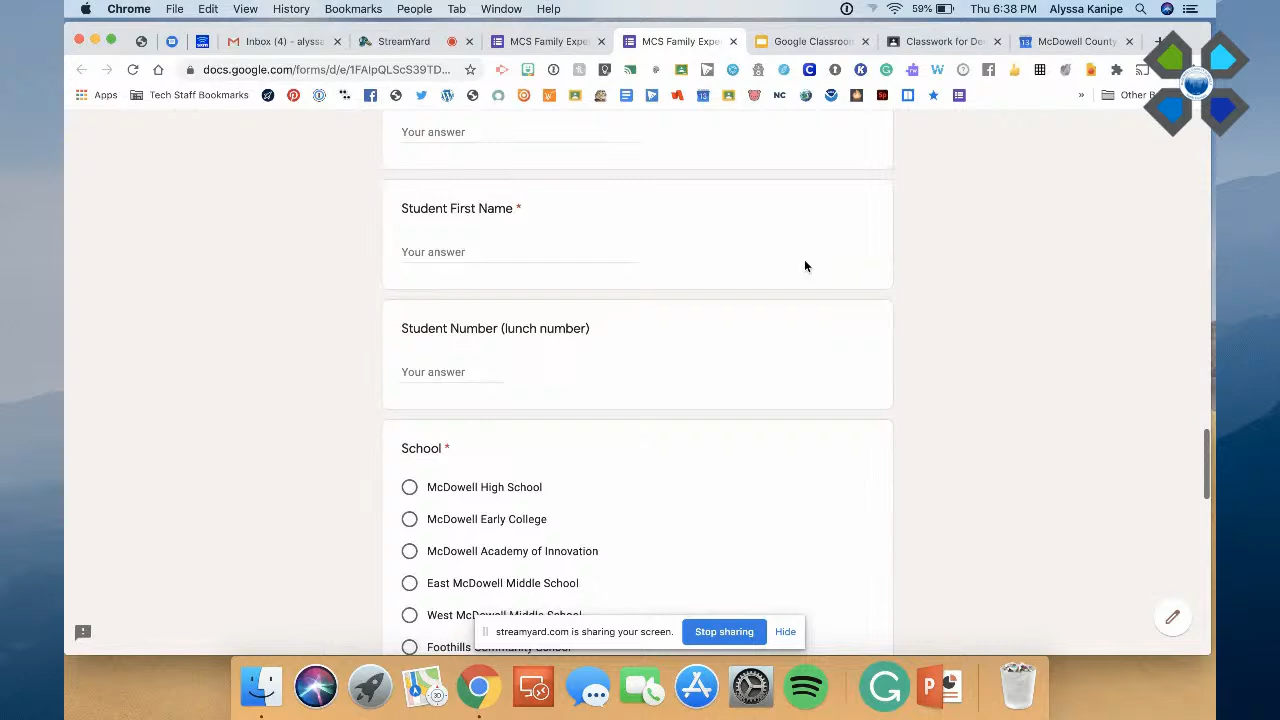 Chrome File Edit View History Bookmarks People Tab Window Help 59% Thu 6:38 PM Alyssa Kanipe
Inbox (4) - alyssa StreamYard MCS Family Expe MCS Family Expe Google Classroom Classwork for De McDowell County
docs.google.com/forms/d/e/1FAIpQLScS39TD...
Apps Tech Staff Bookmarks NC Sp » Other B
Your answer
Student First Name *
Your answer
Student Number (lunch number)
Your answer
School *
McDowell High School
McDowell Early College
McDowell Academy of Innovation
East McDowell Middle School
West McDowell Middle School
streamyard.com is sharing your screen. Stop sharing Hide
Foothills Community School